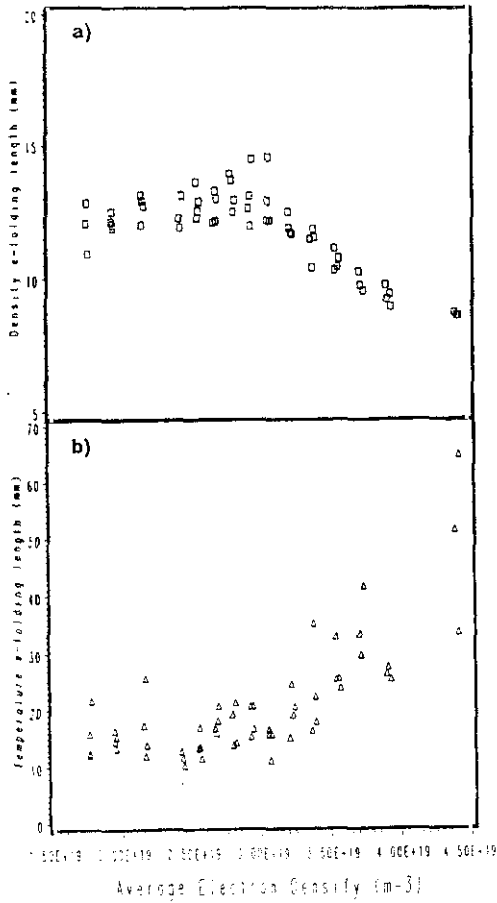 a)
20
15
10
5
Density e-folding length (mm)
b)
70
60
50
40
30
20
10
0
Temperature e-folding length (mm)
2.00E+19 2.50E+19 3.00E+19 3.50E+19 4.00E+19 4.50E+19
Average Electron Density (m-3)